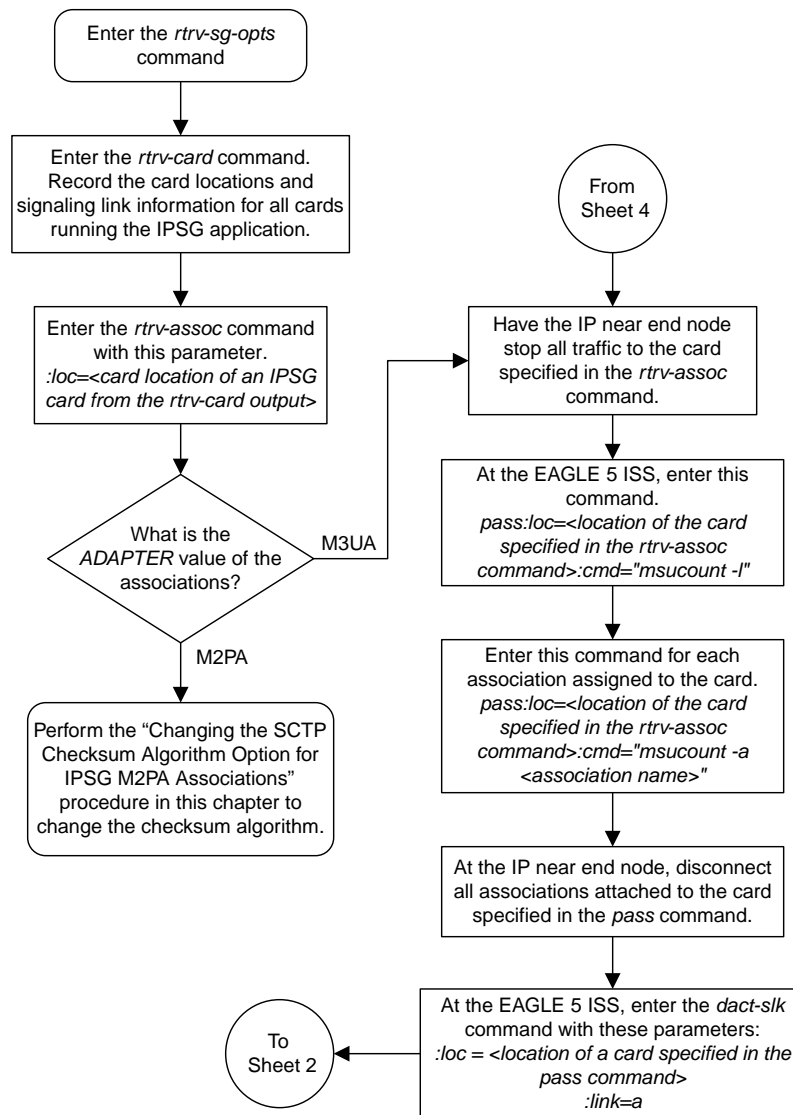 Enter the rtrv-sg-opts
command
Enter the rtrv-card command.
Record the card locations and
signaling link information for all cards
running the IPSG application.
Enter the rtrv-assoc command
with this parameter.
:loc=<card location of an IPSG
card from the rtrv-card output>
What is the
ADAPTER value of the
associations?
M3UA
M2PA
Perform the “Changing the SCTP
Checksum Algorithm Option for
IPSG M2PA Associations”
procedure in this chapter to
change the checksum algorithm.
From
Sheet 4
Have the IP near end node
stop all traffic to the card
specified in the rtrv-assoc
command.
At the EAGLE 5 ISS, enter this
command.
pass:loc=<location of the card
specified in the rtrv-assoc
command>:cmd="msucount -l"
Enter this command for each
association assigned to the card.
pass:loc=<location of the card
specified in the rtrv-assoc
command>:cmd="msucount -a
<association name>"
At the IP near end node, disconnect
all associations attached to the card
specified in the pass command.
At the EAGLE 5 ISS, enter the dact-slk
command with these parameters:
:loc = <location of a card specified in the
pass command>
:link=a
To
Sheet 2